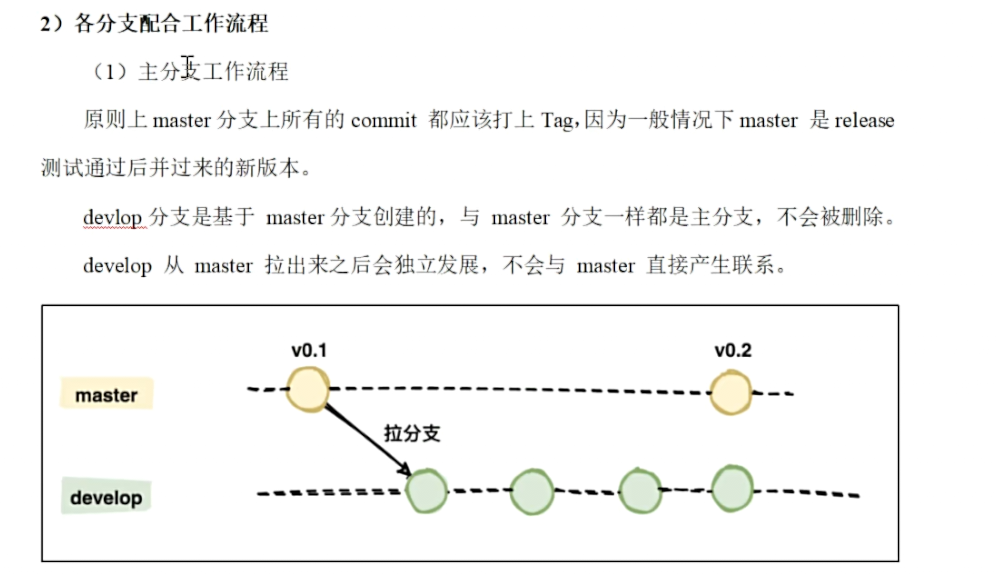 2）各分支配合工作流程
（1）主分支工作流程
原则上 master 分支上所有的 commit 都应该打上 Tag，因为一般情况下 master 是 release
测试通过后并过来的新版本。
devlop 分支是基于 master 分支创建的，与 master 分支一样都是主分支，不会被删除。
develop 从 master 拉出来之后会独立发展，不会与 master 直接产生联系。
v0.1
v0.2
master
拉分支
develop